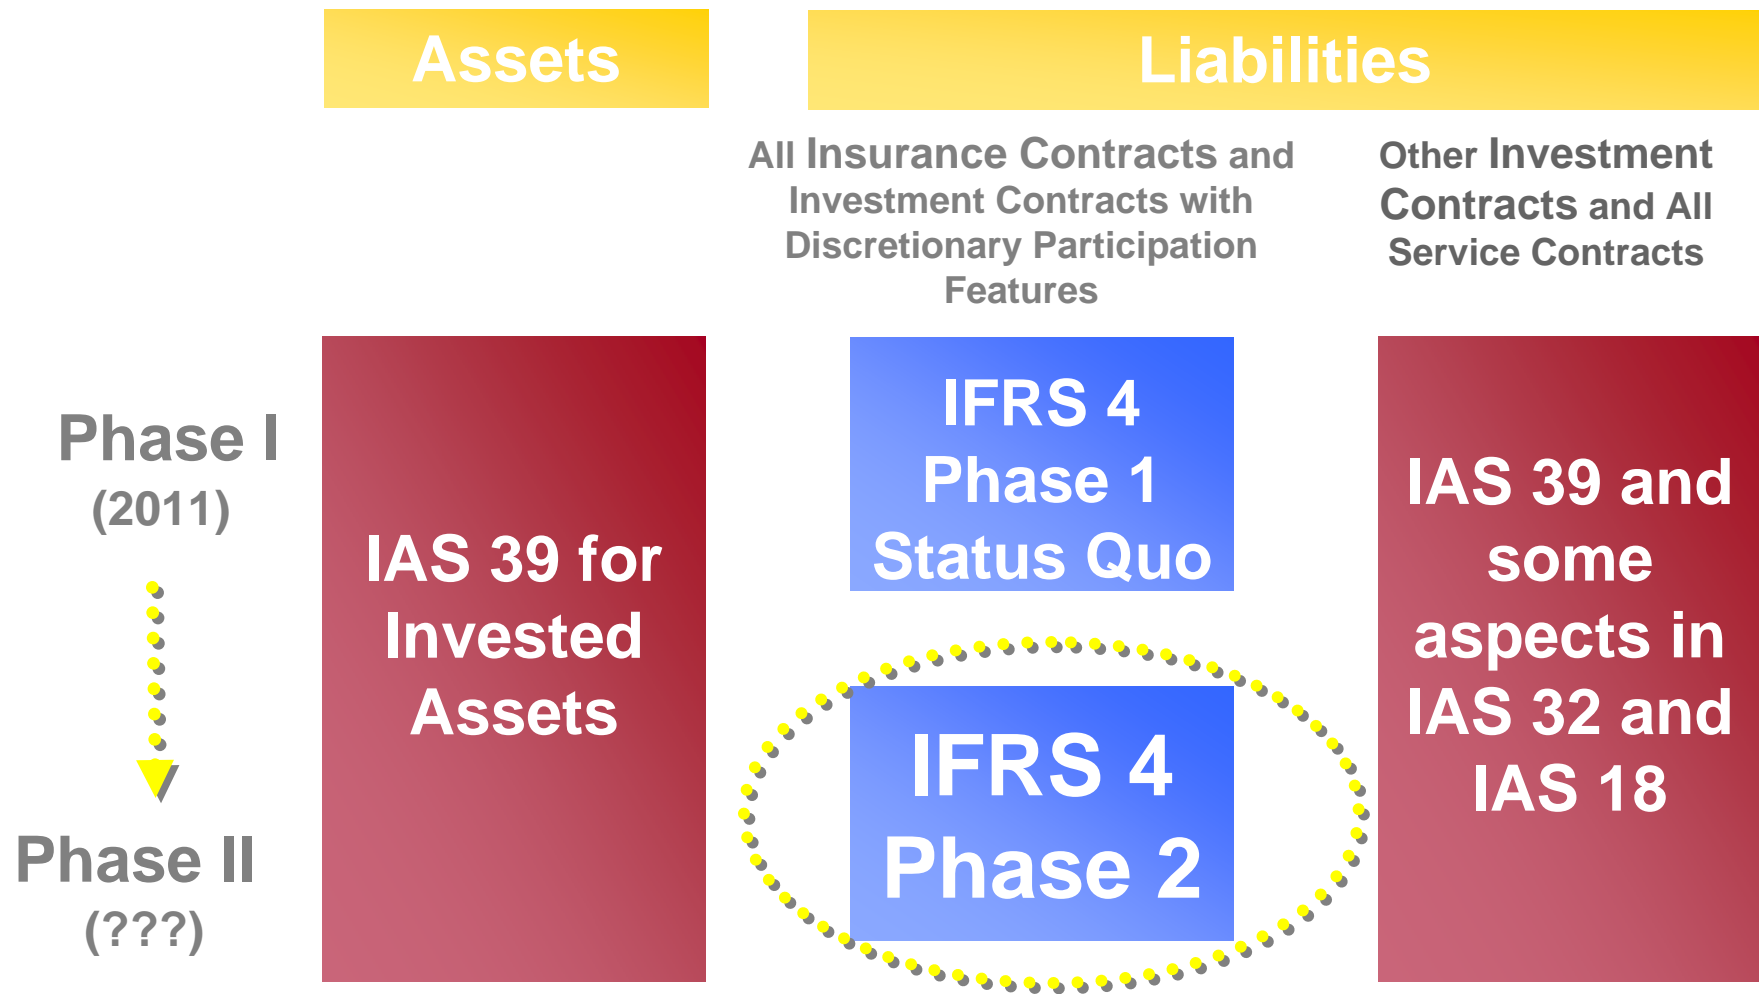 Assets
Liabilities
All Insurance Contracts and
Investment Contracts with
Discretionary Participation
Features
Other Investment
Contracts and All
Service Contracts
Phase I
(2011)
Phase II
(???)
IAS 39 for
Invested
Assets
IFRS 4
Phase 1
Status Quo
IFRS 4
Phase 2
IAS 39 and
some
aspects in
IAS 32 and
IAS 18